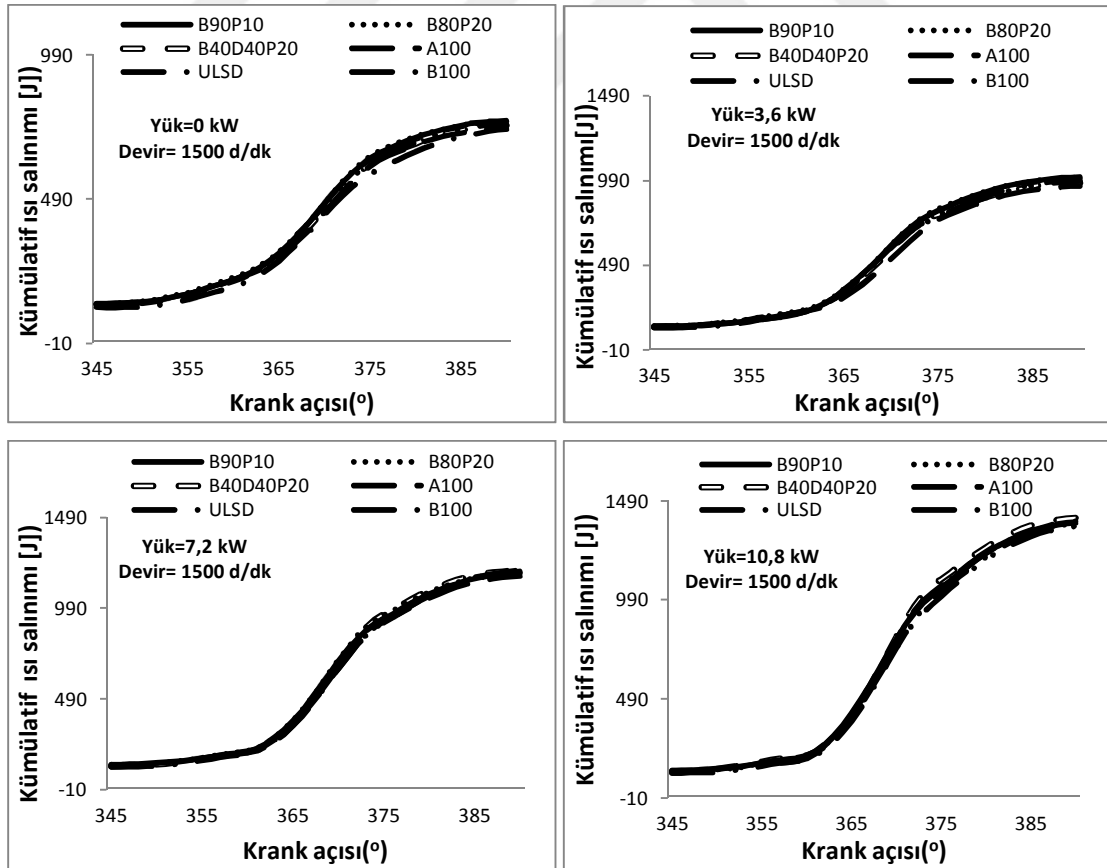 B90P10 B80P20
B40D40P20 A100
ULSD B100
Yük=0 kW
Devir= 1500 d/dk
Kümülatif ısı salınımı [J])
990
490
-10
345 355 365 375 385
Krank açısı(º)
B90P10 B80P20
B40D40P20 A100
ULSD B100
Yük=3,6 kW
Devir= 1500 d/dk
Kümülatif ısı salınımı[J])
1490
990
490
-10
345 355 365 375 385
Krank açısı(º)
B90P10 B80P20
B40D40P20 A100
ULSD B100
Yük=7,2 kW
Devir= 1500 d/dk
Kümülatif ısı salınımı [J])
1490
990
490
-10
345 355 365 375 385
Krank açısı(º)
B90P10 B80P20
B40D40P20 A100
ULSD B100
Yük=10,8 kW
Devir= 1500 d/dk
Kümülatif ısı salınımı [J])
1490
990
490
-10
345 355 365 375 385
Krank açısı(º)